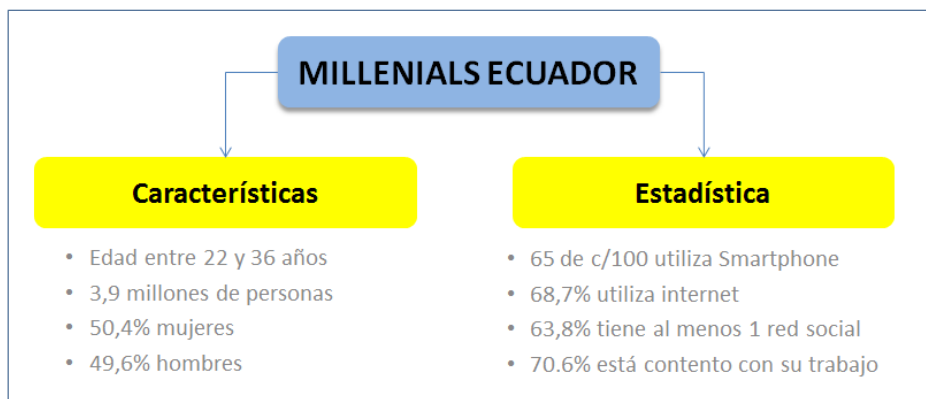 MILLENIALS ECUADOR
Características
• Edad entre 22 y 36 años
• 3,9 millones de personas
• 50,4% mujeres
• 49,6% hombres
Estadística
• 65 de c/100 utiliza Smartphone
• 68,7% utiliza internet
• 63,8% tiene al menos 1 red social
• 70.6% está contento con su trabajo